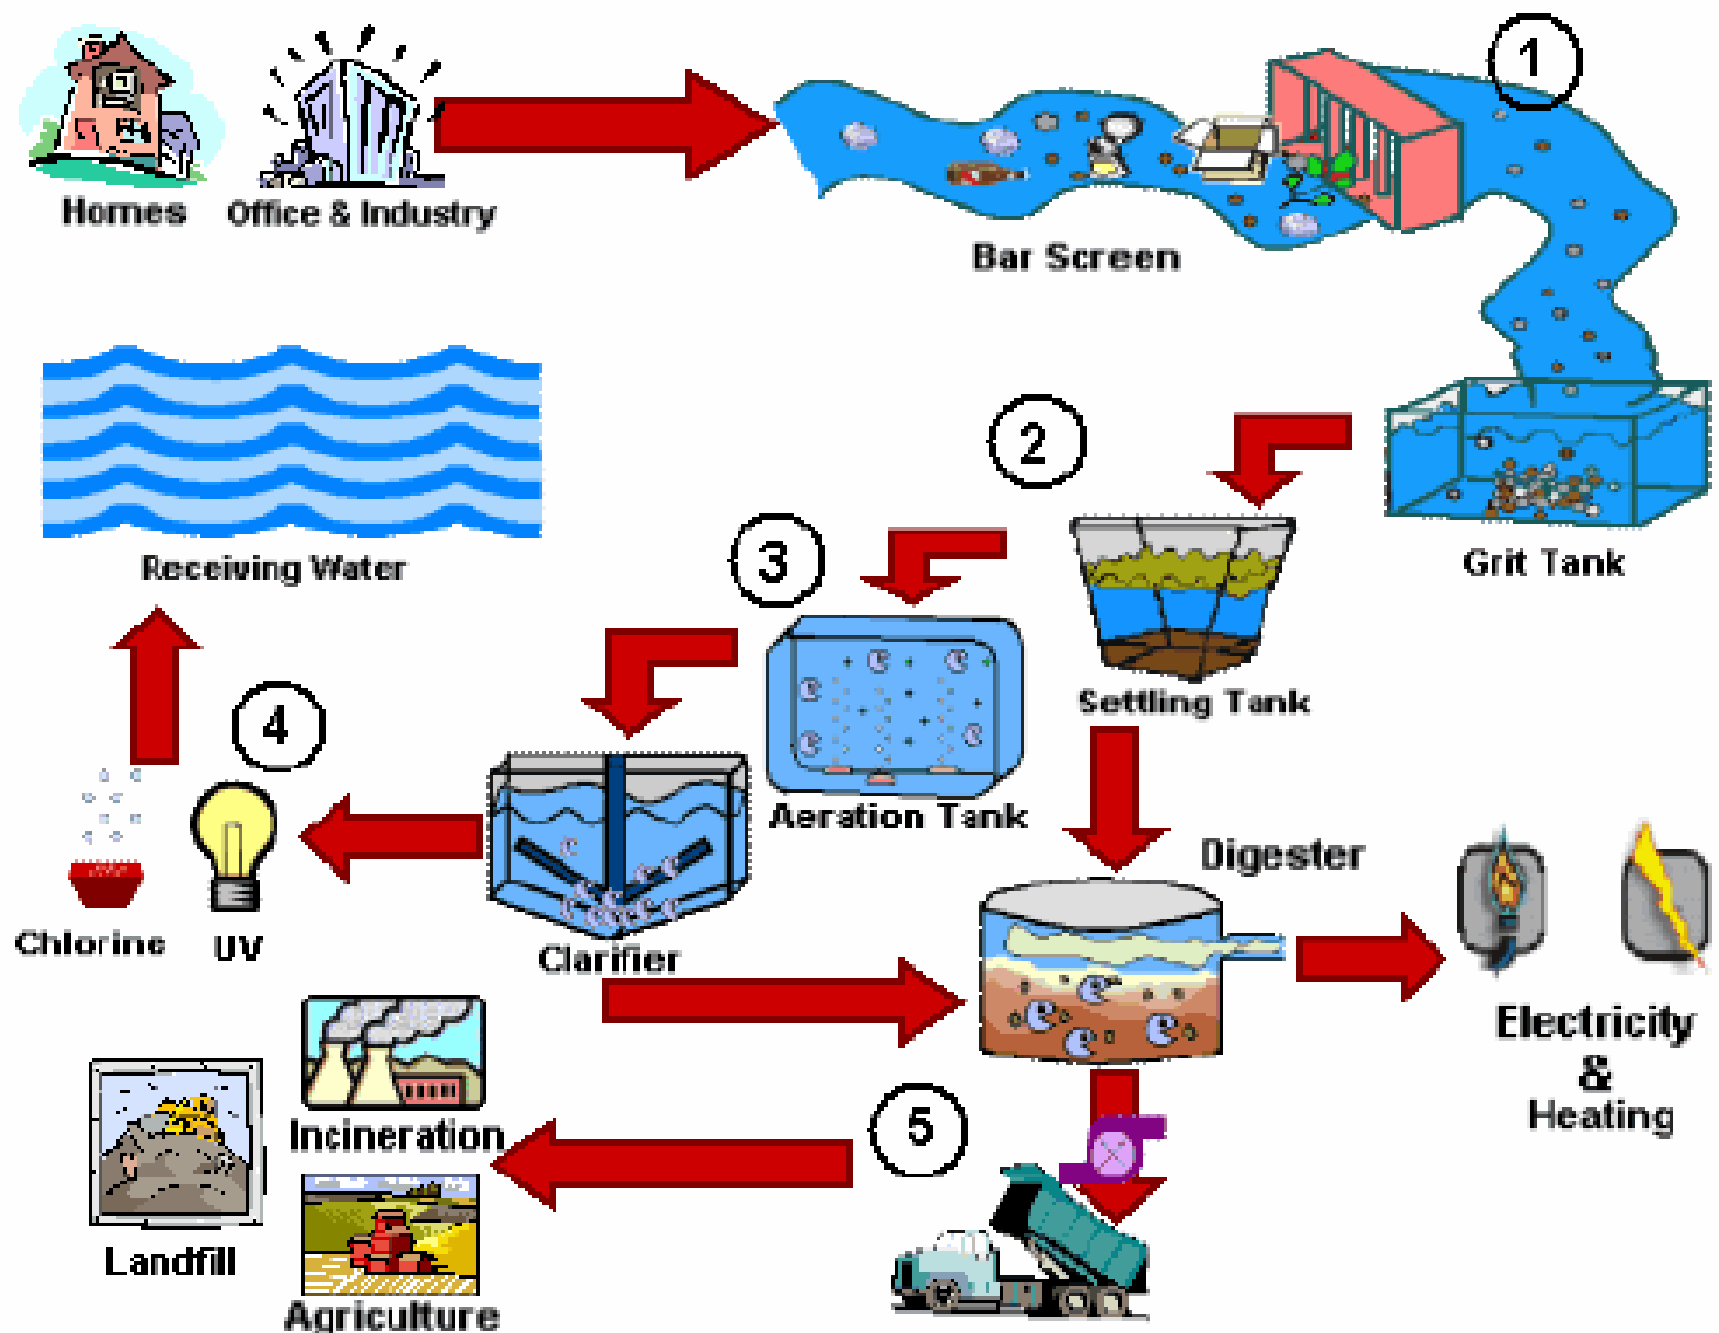 1
Homes
Office & Industry
Bar Screen
2
3
Receiving Water
Grit Tank
Settling Tank
4
Aeration Tank
Digester
Chlorine
UV
Clarifier
Electricity
&
Heating
Incineration
5
Landfill
Agriculture